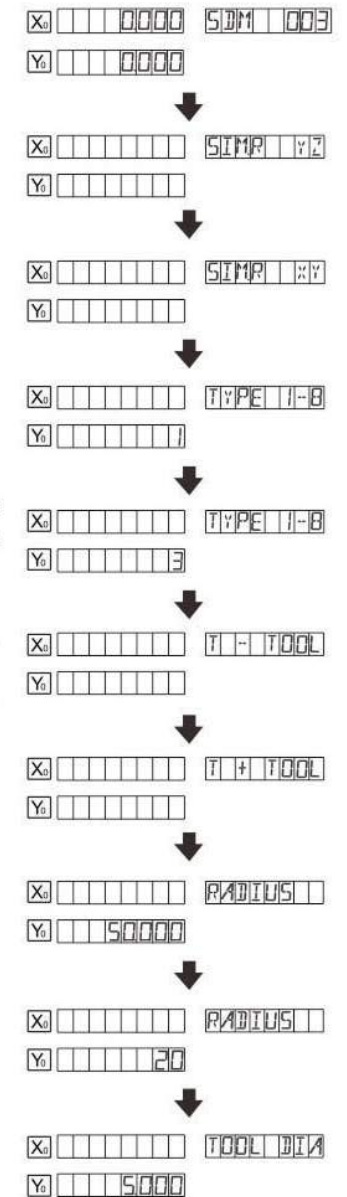 X₀ 0000 SDM 003
Y₀ 0000
X₀ SIMR YZ
Y₀
X₀ SIMR XY
Y₀
X₀ TYPE 1-8
Y₀ 1
X₀ TYPE 1-8
Y₀ 3
X₀ T - TOOL
Y₀
X₀ T + TOOL
Y₀
X₀ RADIUS
Y₀ 50000
X₀ RADIUS
Y₀ 20
X₀ TOOL DIA
Y₀ 5000